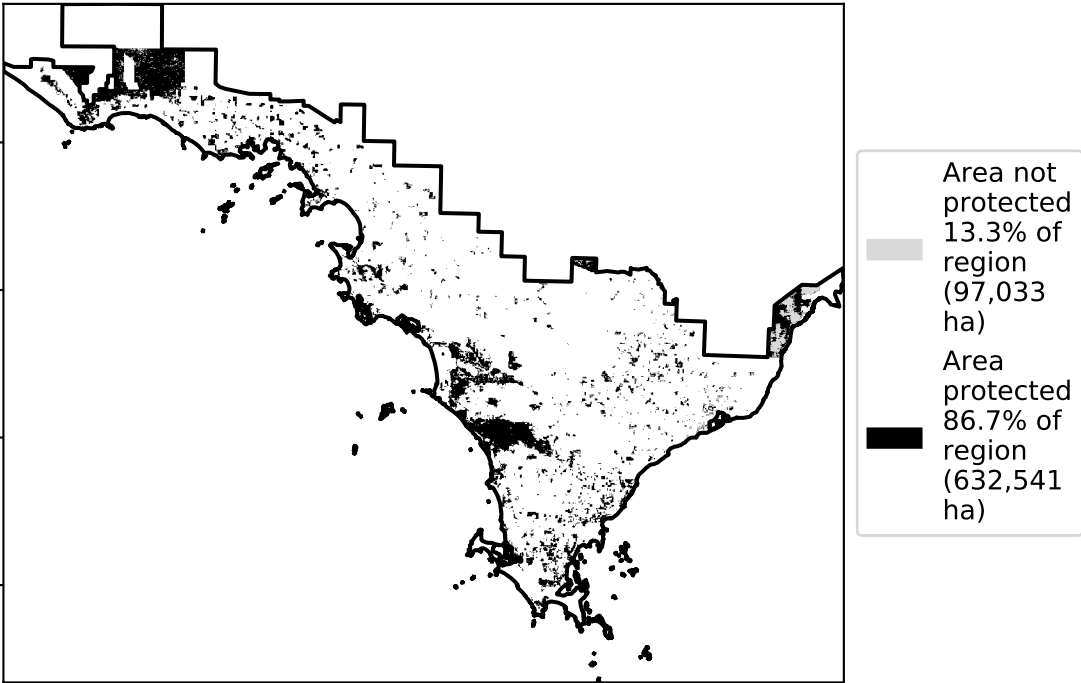 Area not
protected
13.3% of
region
(97,033
ha)
Area
protected
86.7% of
region
(632,541
ha)